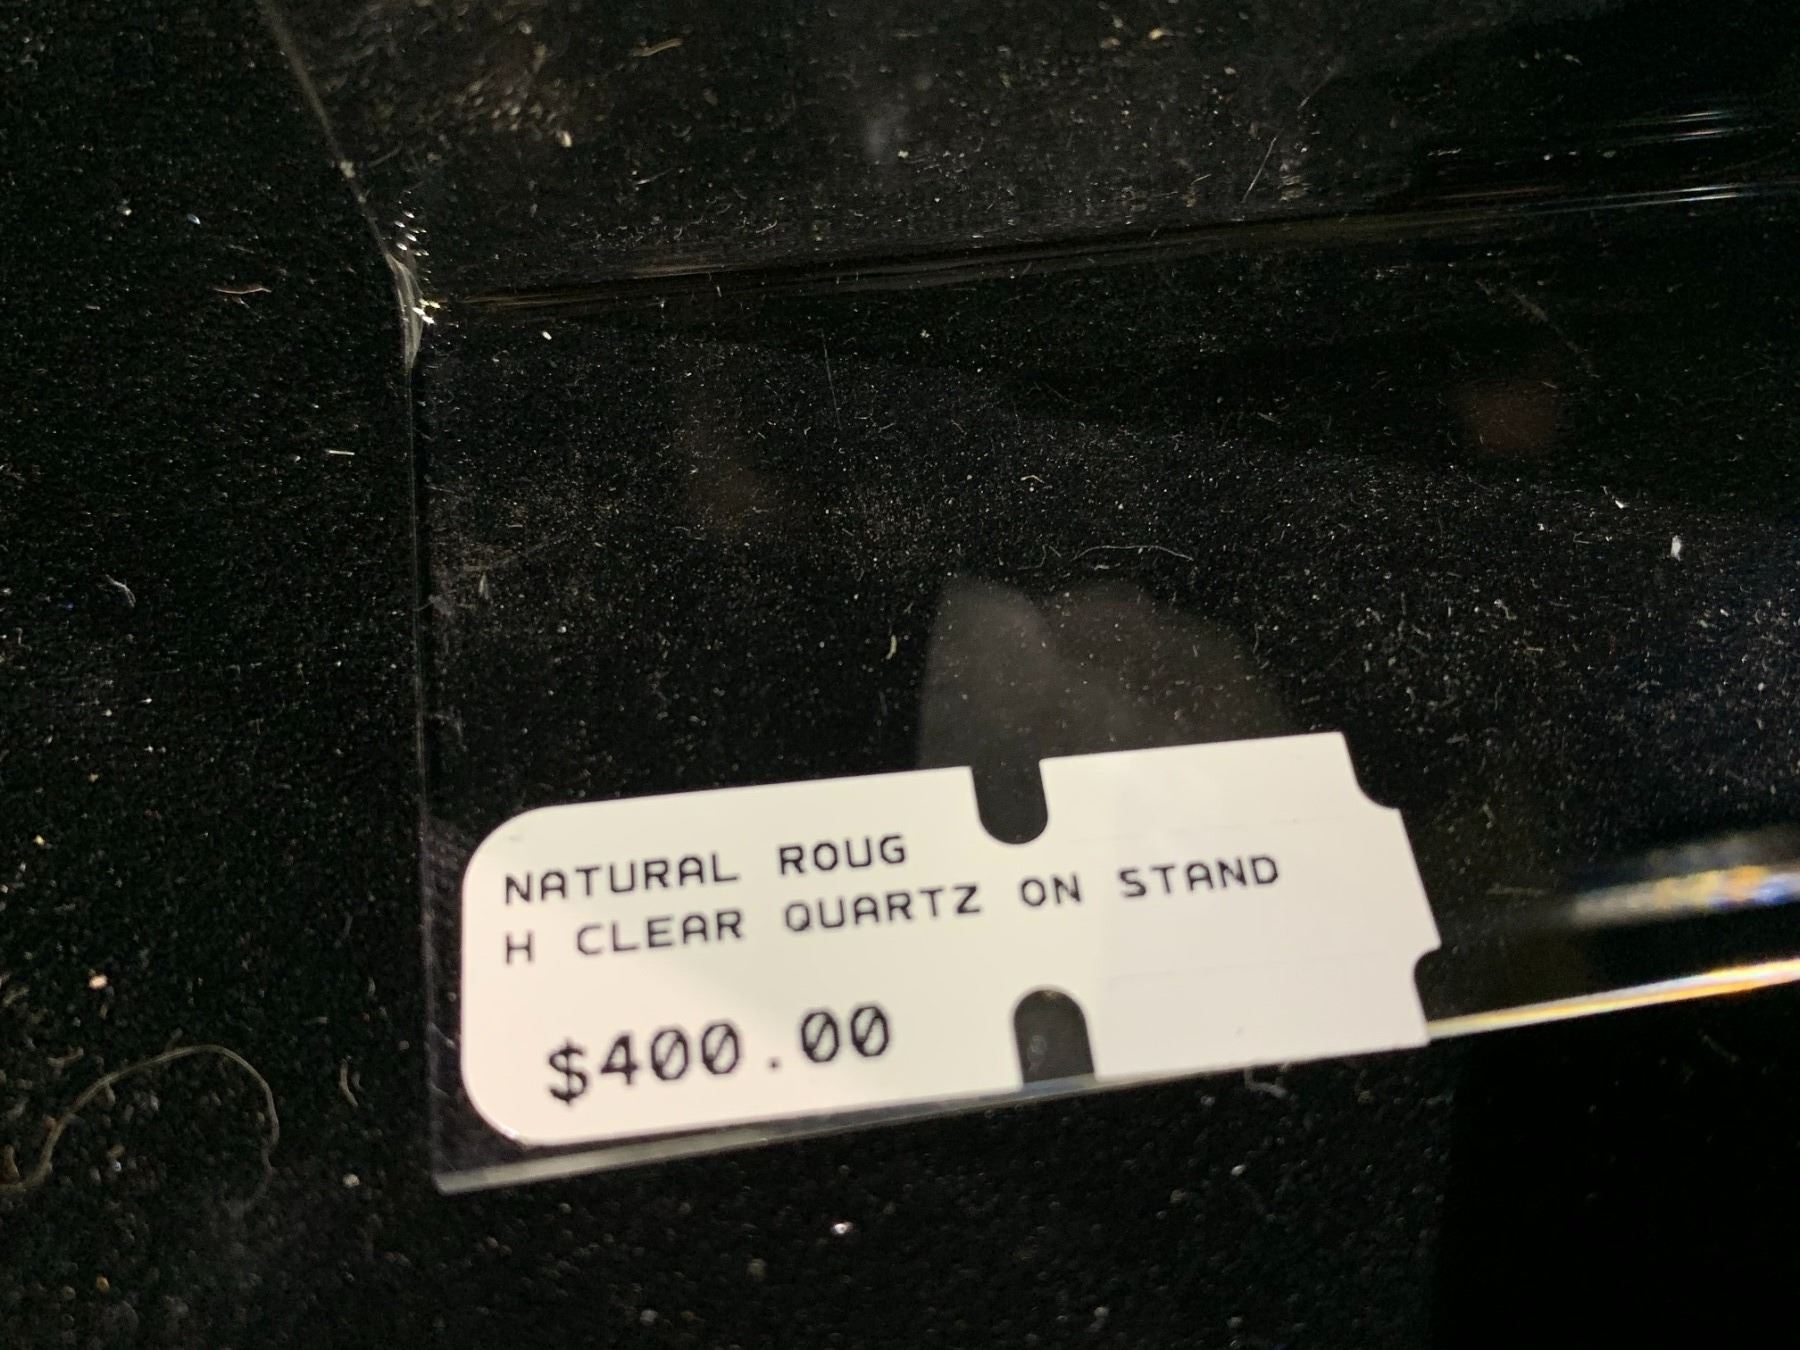 NATURAL ROUG
H CLEAR QUARTZ ON STAND
$400.00